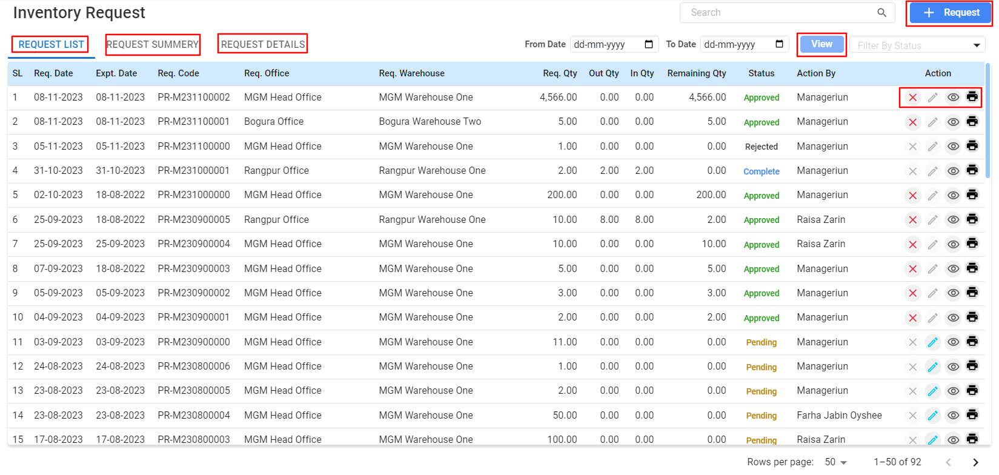 Inventory Request
Search
Request
REQUEST LIST REQUEST SUMMERY REQUEST DETAILS From Date dd-mm-yyyy To Date dd-mm-yyyy View Filter By Status
SL Req. Date Expt. Date Req. Code Req. Office Req. Warehouse Req. Qty Out Qty In Qty Remaining Qty Status Action By Action
1 08-11-2023 08-11-2023 PR-M231100002 MGM Head Office MGM Warehouse One 4,566.00 0.00 0.00 4,566.00 Approved Manageriun
2 08-11-2023 08-11-2023 PR-M231100001 Bogura Office Bogura Warehouse Two 5.00 0.00 0.00 5.00 Approved Manageriun
3 05-11-2023 05-11-2023 PR-M231100000 MGM Head Office MGM Warehouse One 1.00 0.00 0.00 0.00 Rejected Manageriun
4 31-10-2023 31-10-2023 PR-M231000001 Rangpur Office Rangpur Warehouse One 2.00 2.00 2.00 0.00 Complete Manageriun
5 02-10-2023 18-08-2022 PR-M231000000 MGM Head Office MGM Warehouse One 200.00 0.00 0.00 200.00 Approved Manageriun
6 25-09-2023 18-08-2022 PR-M230900005 Rangpur Office Rangpur Warehouse One 10.00 8.00 8.00 2.00 Approved Raisa Zarin
7 25-09-2023 25-09-2023 PR-M230900004 MGM Head Office MGM Warehouse One 10.00 0.00 0.00 10.00 Approved Raisa Zarin
8 07-09-2023 18-08-2022 PR-M230900003 MGM Head Office MGM Warehouse One 5.00 0.00 0.00 5.00 Approved Manageriun
9 05-09-2023 05-09-2023 PR-M230900002 MGM Head Office MGM Warehouse One 3.00 0.00 0.00 3.00 Approved Manageriun
10 04-09-2023 04-09-2023 PR-M230900001 MGM Head Office MGM Warehouse One 2.00 0.00 0.00 2.00 Approved Manageriun
11 03-09-2023 03-09-2023 PR-M230900000 MGM Head Office MGM Warehouse One 11.00 0.00 0.00 0.00 Pending Manageriun
12 24-08-2023 24-08-2023 PR-M230800006 MGM Head Office MGM Warehouse One 1.00 0.00 0.00 0.00 Pending Manageriun
13 23-08-2023 23-08-2023 PR-M230800005 MGM Head Office MGM Warehouse One 2.00 0.00 0.00 0.00 Pending Manageriun
14 23-08-2023 23-08-2023 PR-M230800004 MGM Head Office MGM Warehouse One 50.00 0.00 0.00 0.00 Pending Farha Jabin Oyshee
15 17-08-2023 17-08-2023 PR-M230800003 MGM Head Office MGM Warehouse One 100.00 0.00 0.00 0.00 Pending Raisa Zarin
Rows per page: 50 1–50 of 92